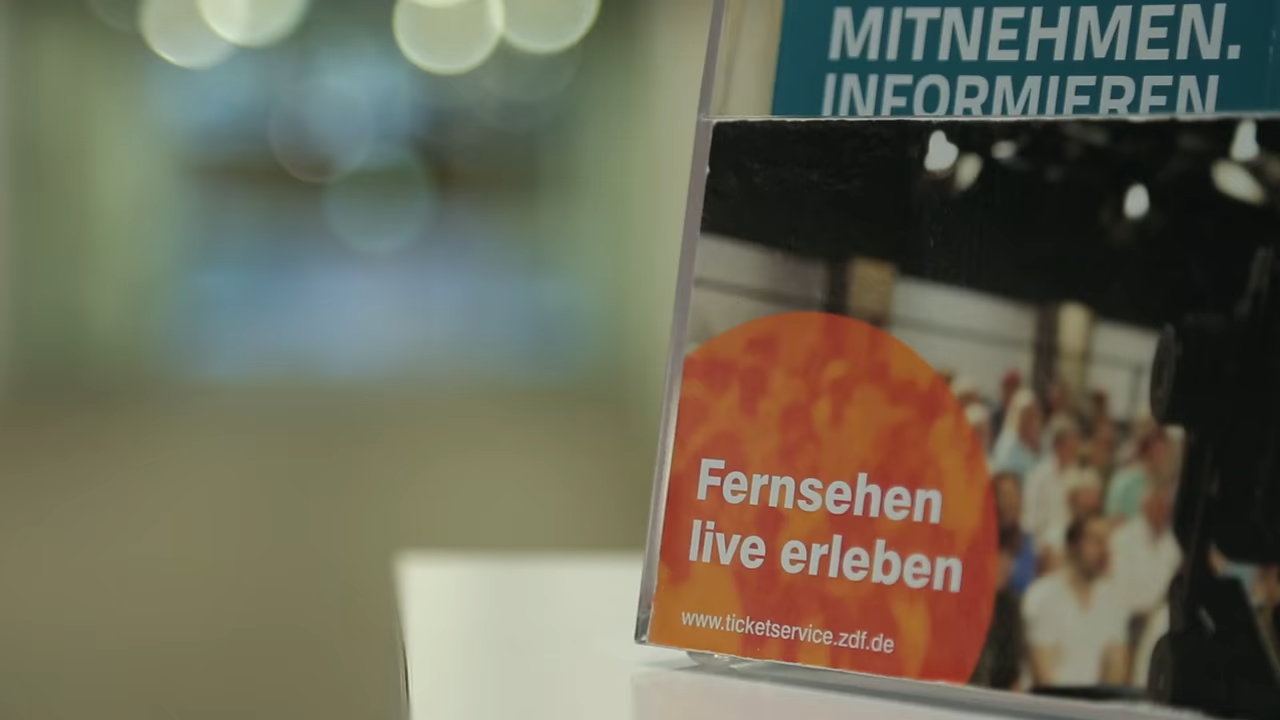 MITNEHMEN.
INFORMIEREN
Fernsehen
live erleben
www.ticketservice.zdf.de